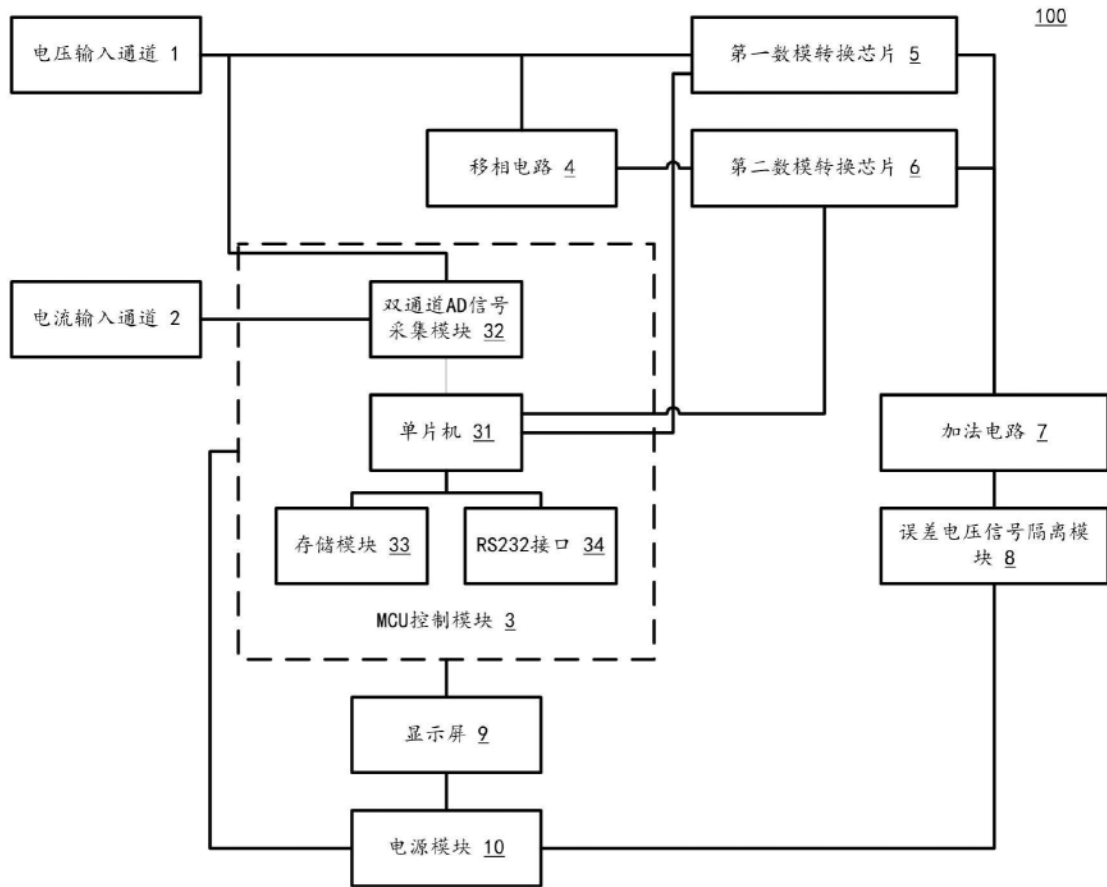 100
电压输入通道 1
第一数模转换芯片 5
移相电路 4
第二数模转换芯片 6
电流输入通道 2
双通道AD信号
采集模块 32
单片机 31
加法电路 7
存储模块 33
RS232接口 34
误差电压信号隔离模
块 8
MCU控制模块 3
显示屏 9
电源模块 10